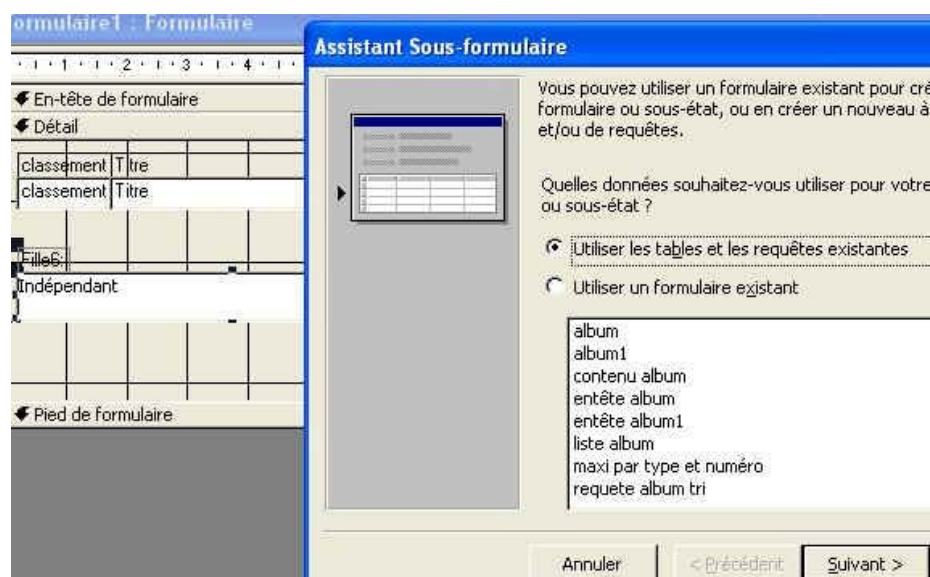 ormulaire1 : Formulaire
1 2 3 4
En-tête de formulaire
Détail
classement Titre
classement Titre
Fille6:
Indépendant
Pied de formulaire
Assistant Sous-formulaire
Vous pouvez utiliser un formulaire existant pour cré
formulaire ou sous-état, ou en créer un nouveau à
et/ou de requêtes.
Quelles données souhaitez-vous utiliser pour votre
ou sous-état ?
Utiliser les tables et les requêtes existantes
Utiliser un formulaire existant
album
album1
contenu album
entête album
entête album1
liste album
maxi par type et numéro
requete album tri
Annuler < Précédent Suivant >